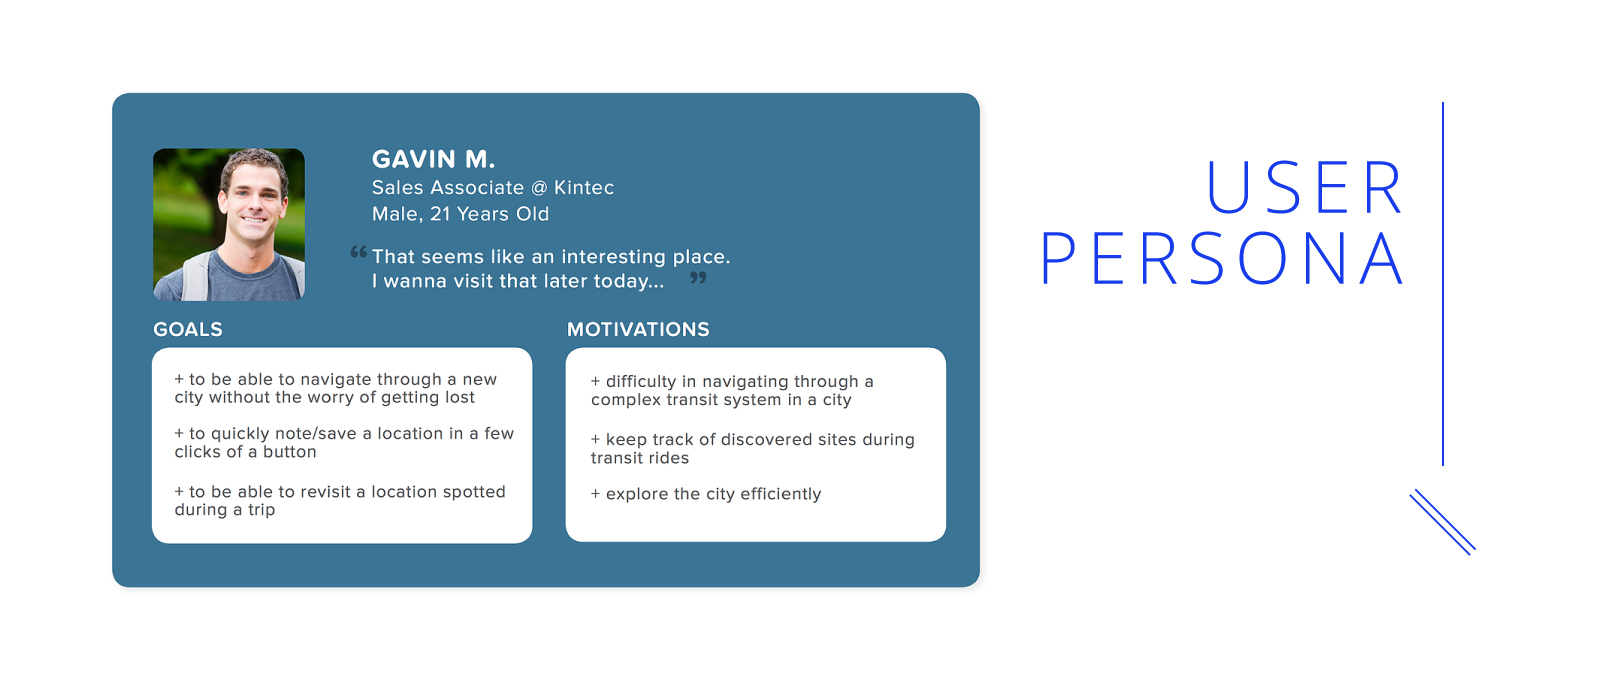 GAVIN M.
Sales Associate @ Kintec
Male, 21 Years Old
“ That seems like an interesting place.
I wanna visit that later today... ”
GOALS
+ to be able to navigate through a new
city without the worry of getting lost
+ to quickly note/save a location in a few
clicks of a button
+ to be able to revisit a location spotted
during a trip
MOTIVATIONS
+ difficulty in navigating through a
complex transit system in a city
+ keep track of discovered sites during
transit rides
+ explore the city efficiently
USER
PERSONA